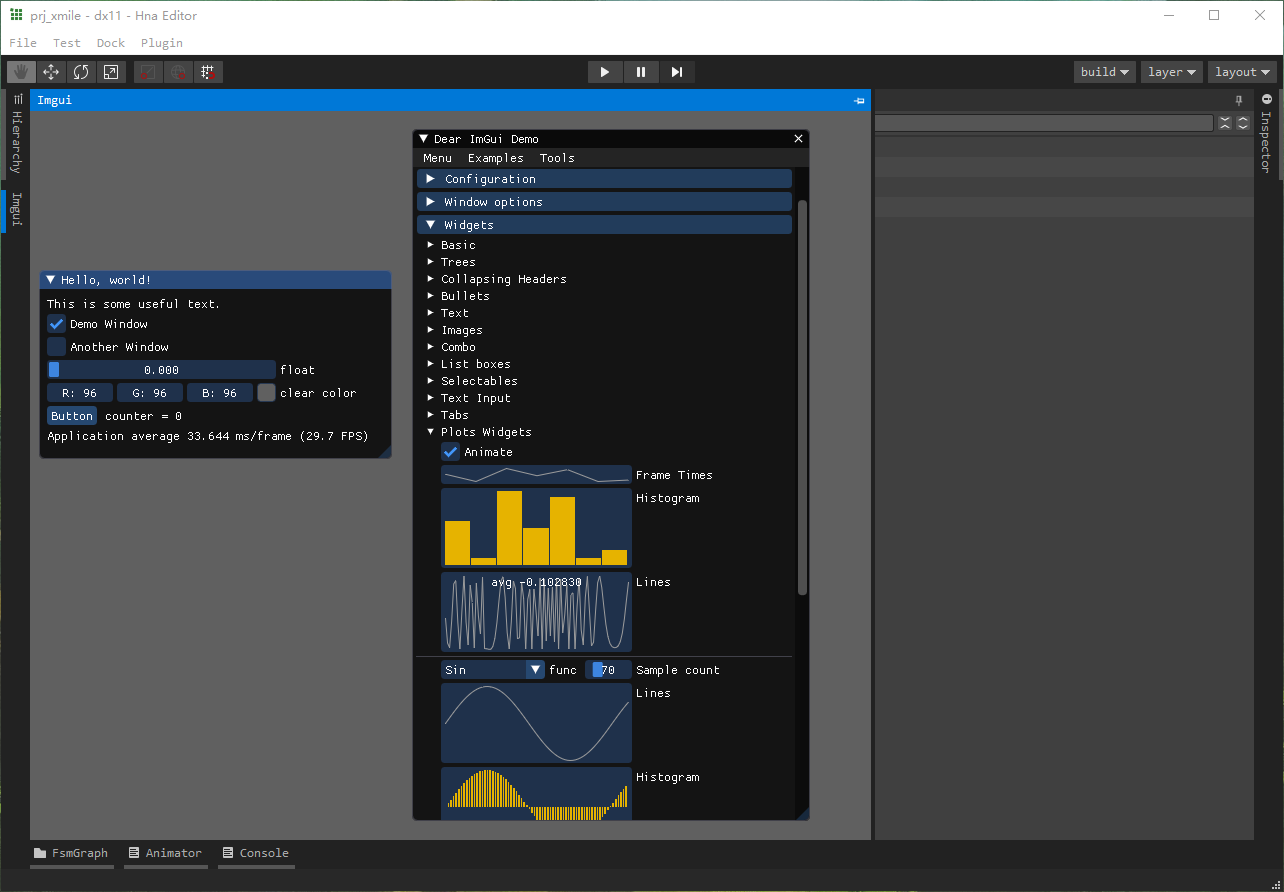 prj_xmile - dx11 - Hna Editor
File Test Dock Plugin
build layer layout
Hierarchy
Imgui
Imgui
Inspector
Hello, world!
This is some useful text.
Demo Window
Another Window
0.000 float
R: 96 G: 96 B: 96 clear color
Button counter = 0
Application average 33.644 ms/frame (29.7 FPS)
Dear ImGui Demo
Menu Examples Tools
Configuration
Window options
Widgets
Basic
Trees
Collapsing Headers
Bullets
Text
Images
Combo
List boxes
Selectables
Text Input
Tabs
Plots Widgets
Animate
Frame Times
Histogram
avg -0.102830 Lines
Sin func 70 Sample count
Lines
Histogram
FsmGraph Animator Console